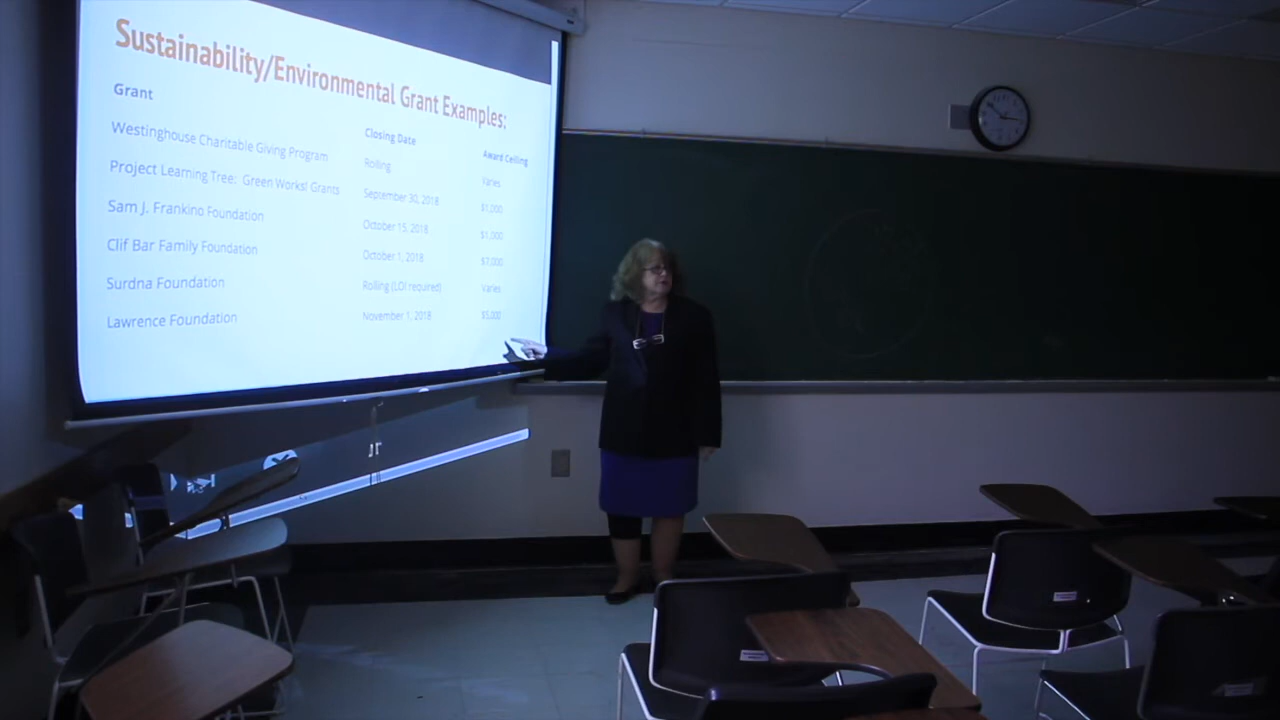 Sustainability/Environmental Grant Examples:
Grant Closing Date Award Ceiling
Westinghouse Charitable Giving Program Rolling Varies
Project Learning Tree: Green Works! Grants September 30, 2018 $1,000
Sam J. Frankino Foundation October 15, 2018 $1,000
Clif Bar Family Foundation October 1, 2018 $7,000
Surdna Foundation Rolling (LOI required) Varies
Lawrence Foundation November 1, 2018 $5,000